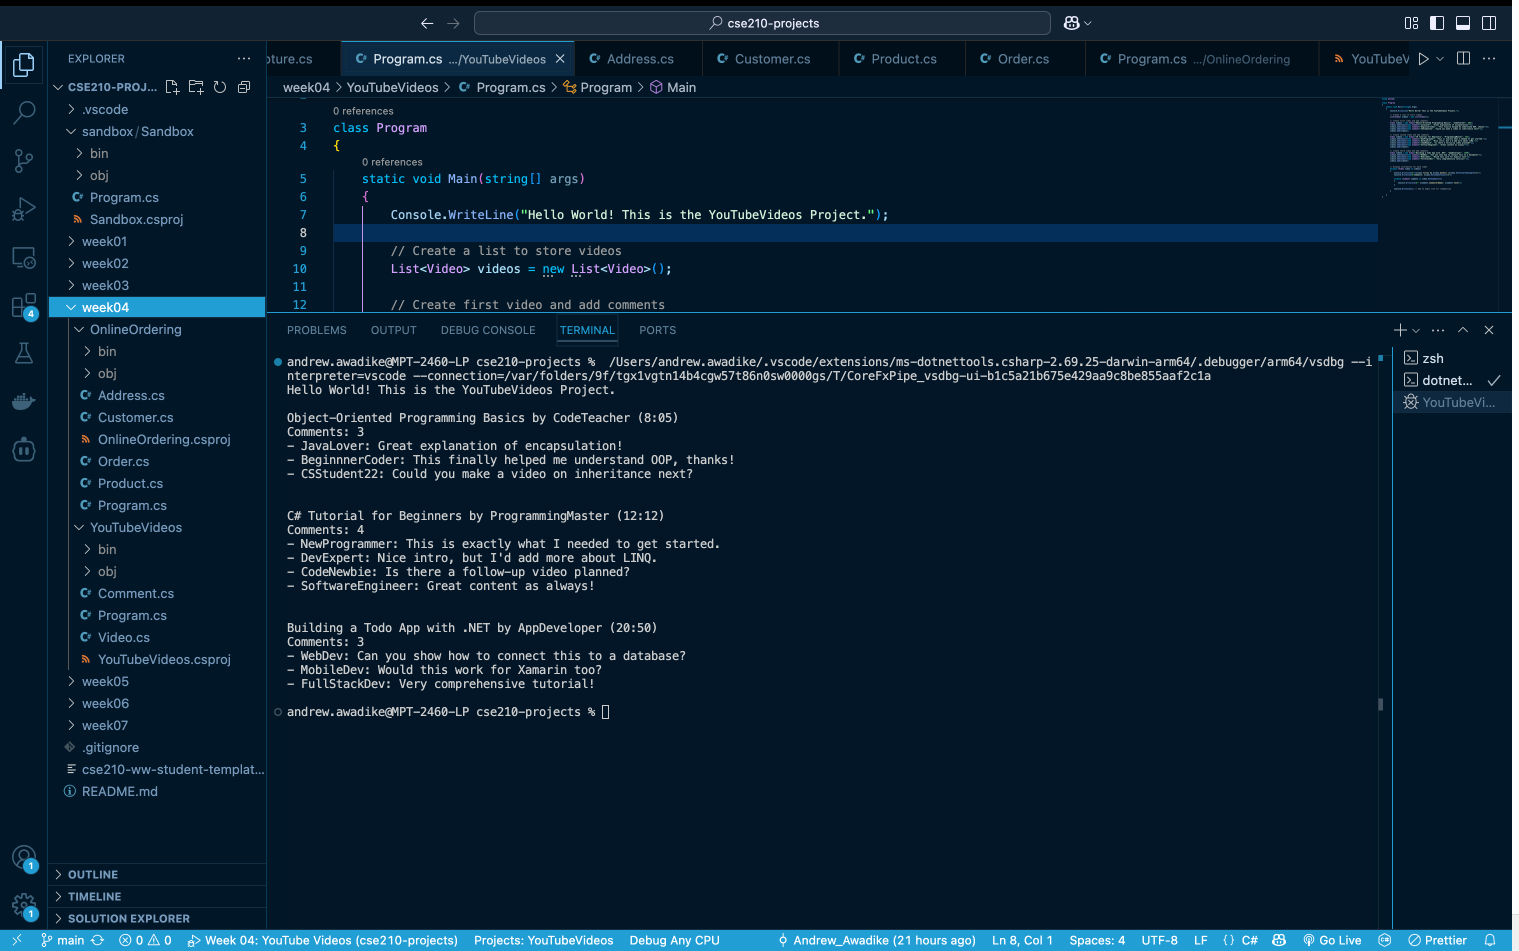 cse210-projects
EXPLORER
CSE210-PROJ...
.vscode
sandbox / Sandbox
bin
obj
Program.cs
Sandbox.csproj
week01
week02
week03
week04
OnlineOrdering
bin
obj
Address.cs
Customer.cs
OnlineOrdering.csproj
Order.cs
Product.cs
Program.cs
YouTubeVideos
bin
obj
Comment.cs
Program.cs
Video.cs
YouTubeVideos.csproj
week05
week06
week07
.gitignore
cse210-ww-student-templat...
README.md
OUTLINE
TIMELINE
SOLUTION EXPLORER
4
1
1
pture.cs
Program.cs .../YouTubeVideos
Address.cs
Customer.cs
Product.cs
Order.cs
Program.cs .../OnlineOrdering
YouTubeV
week04 > YouTubeVideos > Program.cs > Program > Main
0 references
3 class Program
4 {
0 references
5 static void Main(string[] args)
6 {
7 Console.WriteLine("Hello World! This is the YouTubeVideos Project.");
8
9 // Create a list to store videos
10 List<Video> videos = new List<Video>();
11
12 // Create first video and add comments
PROBLEMS OUTPUT DEBUG CONSOLE TERMINAL PORTS
andrew.awadike@MPT-2460-LP cse210-projects % /Users/andrew.awadike/.vscode/extensions/ms-dotnettools.csharp-2.69.25-darwin-arm64/.debugger/arm64/vsdbg --i
nterpreter=vscode --connection=/var/folders/9f/tgx1vgtn14b4cgw57t86n0sw0000gs/T/CoreFxPipe_vsdbg-ui-b1c5a21b675e429aa9c8be855aaf2c1a
Hello World! This is the YouTubeVideos Project.
Object-Oriented Programming Basics by CodeTeacher (8:05)
Comments: 3
- JavaLover: Great explanation of encapsulation!
- BeginnnerCoder: This finally helped me understand OOP, thanks!
- CSStudent22: Could you make a video on inheritance next?
C# Tutorial for Beginners by ProgrammingMaster (12:12)
Comments: 4
- NewProgrammer: This is exactly what I needed to get started.
- DevExpert: Nice intro, but I'd add more about LINQ.
- CodeNewbie: Is there a follow-up video planned?
- SoftwareEngineer: Great content as always!
Building a Todo App with .NET by AppDeveloper (20:50)
Comments: 3
- WebDev: Can you show how to connect this to a database?
- MobileDev: Would this work for Xamarin too?
- FullStackDev: Very comprehensive tutorial!
andrew.awadike@MPT-2460-LP cse210-projects %
zsh
dotnet...
YouTubeVi...
main 0 0 Week 04: YouTube Videos (cse210-projects) Projects: YouTubeVideos Debug Any CPU Andrew_Awadike (21 hours ago) Ln 8, Col 1 Spaces: 4 UTF-8 LF {} C# Go Live Prettier